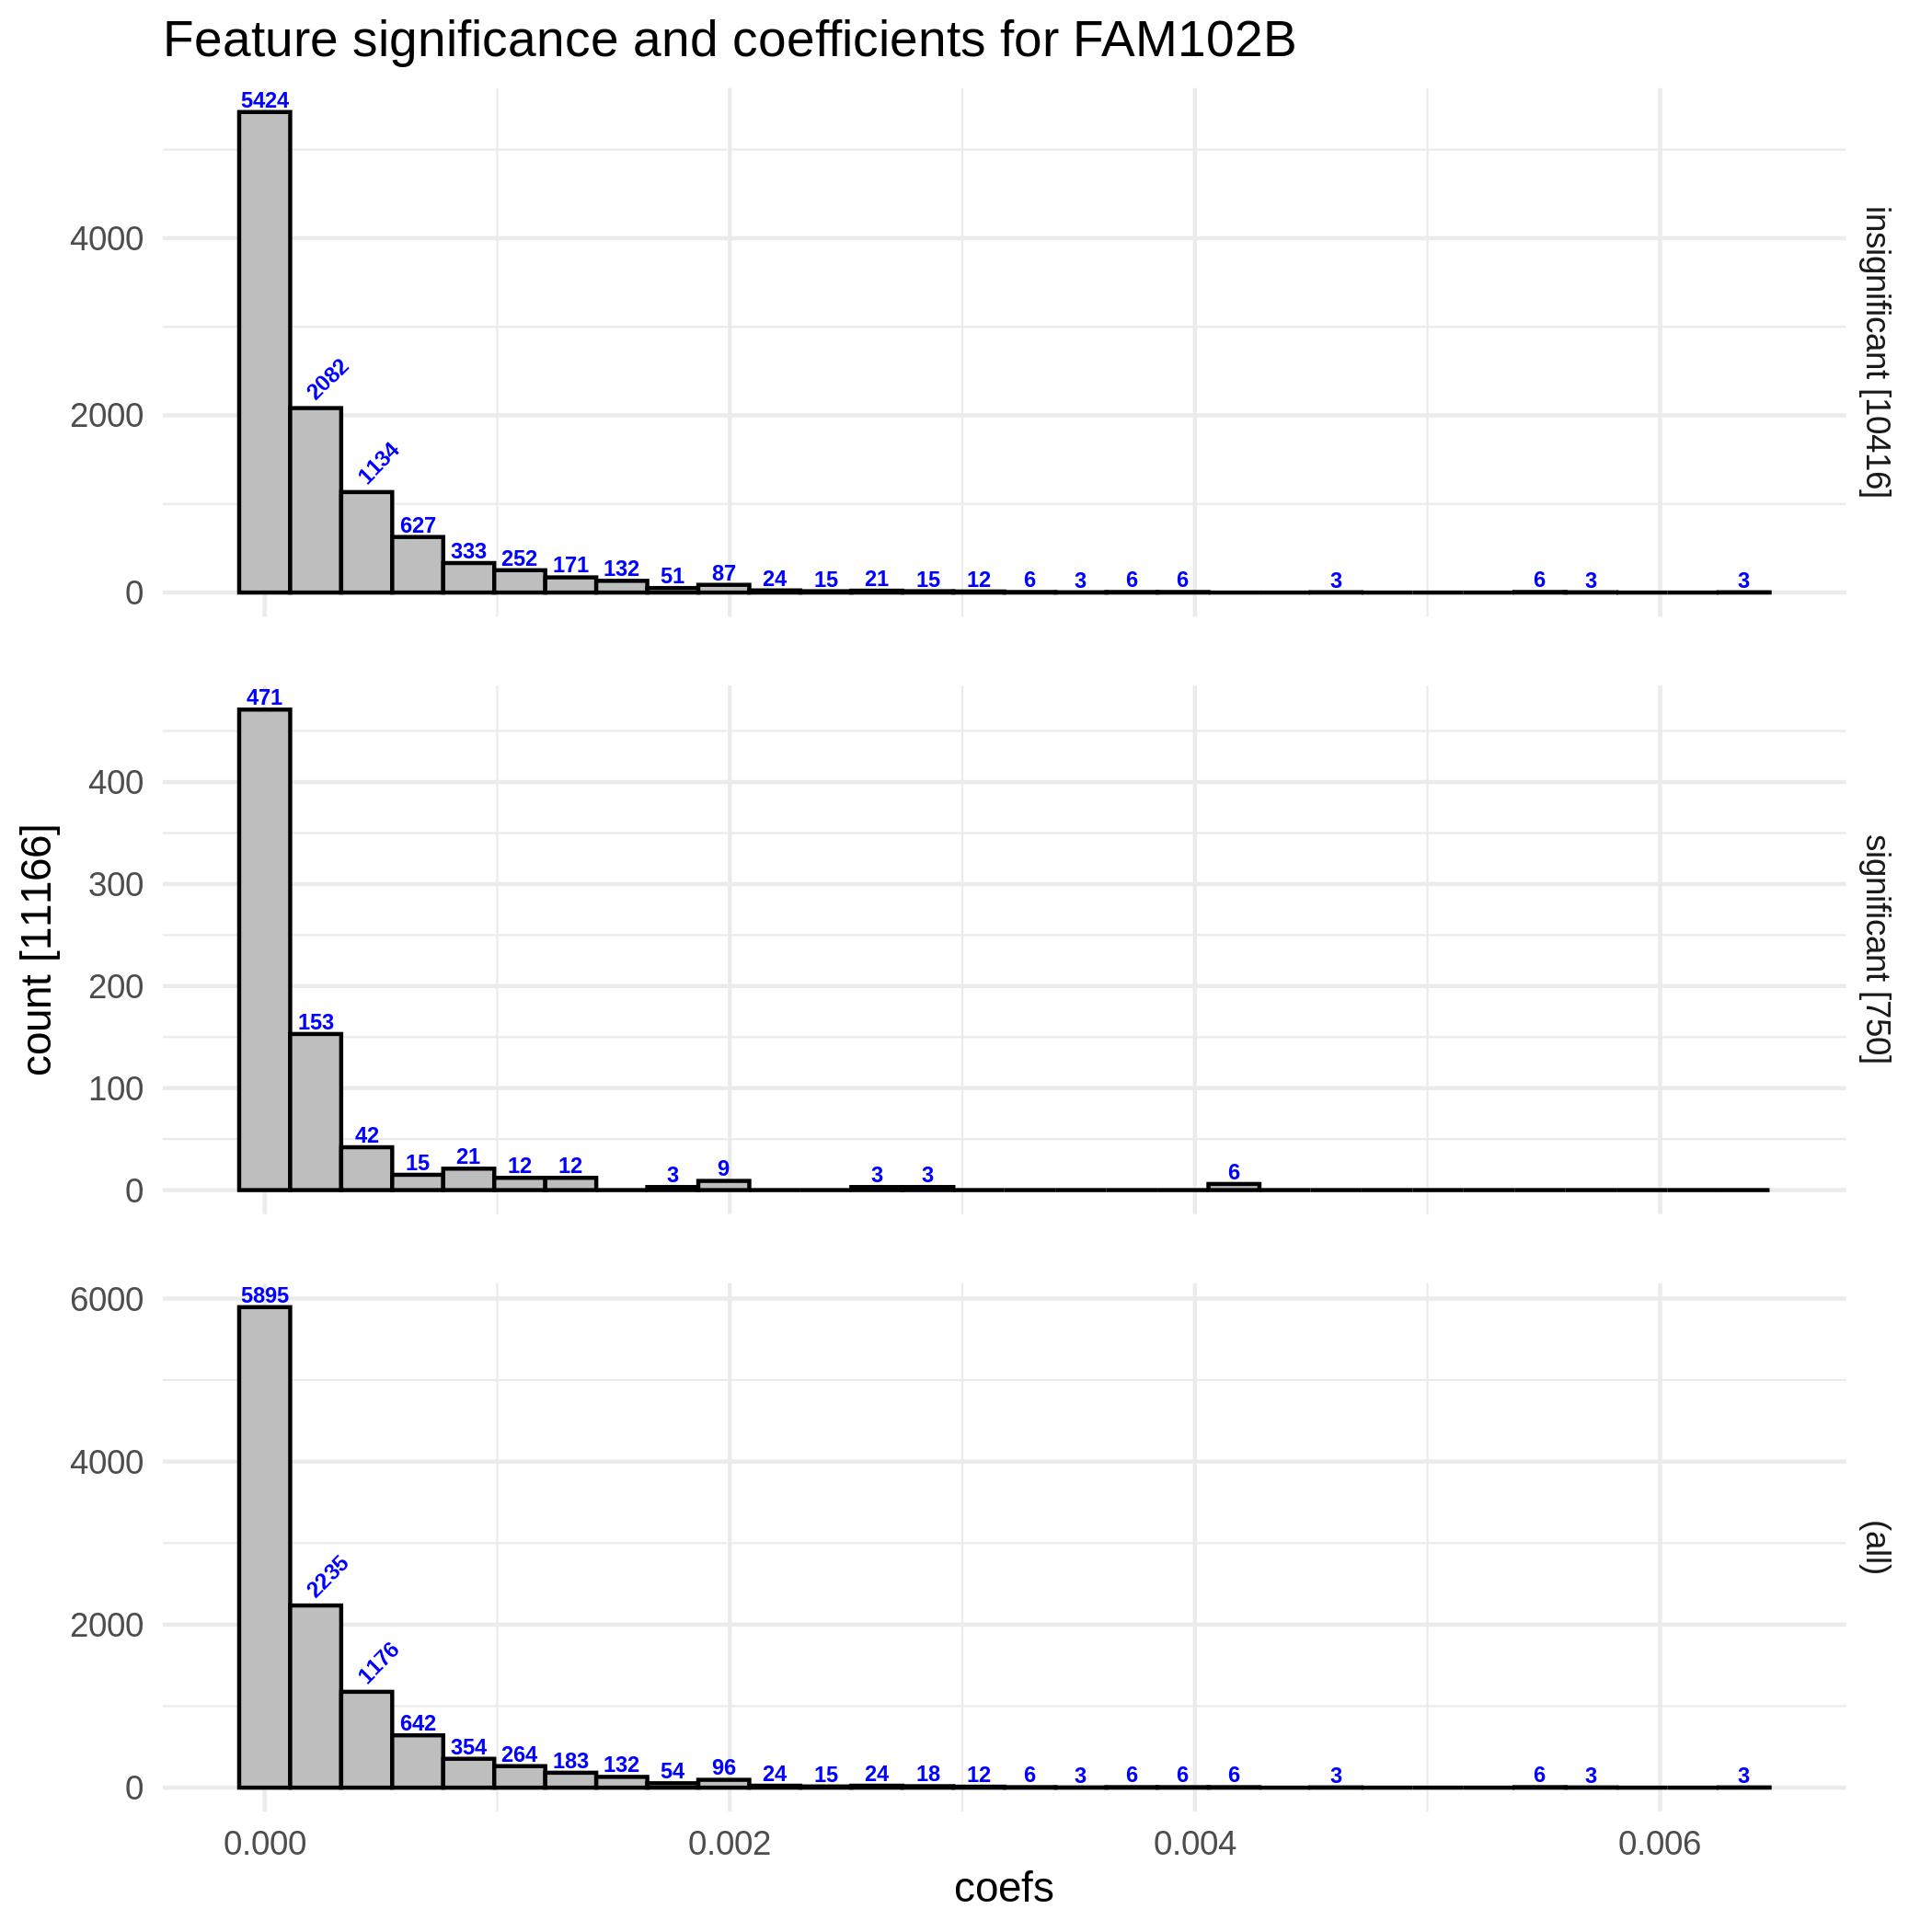 Feature significance and coefficients for FAM102B
5424
2082
1134
627 333 252 171 132 51 87 24 15 21 15 12 6 3 6 6 3 6 3 3
4000
2000
0
insignificant [10416]
471
153
42 15 21 12 12 3 9 3 3 6
400
300
200
100
0
significant [750]
count [11166]
5895
2235
1176
642 354 264 183 132 54 96 24 15 24 18 12 6 3 6 6 6 3 6 3 3
6000
4000
2000
0
(all)
0.000 0.002 0.004 0.006
coefs